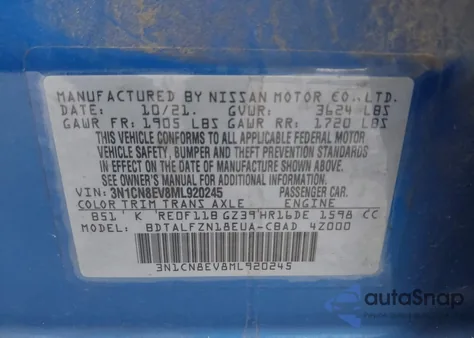 MANUFACTURED BY NISSAN MOTOR CO.,LTD.
DATE: 10/21. GVWR: 3624 LBS
GAWR FR: 1905 LBS GAWR RR: 1720 LBS
THIS VEHICLE CONFORMS TO ALL APPLICABLE FEDERAL MOTOR
VEHICLE SAFETY, BUMPER, AND THEFT PREVENTION STANDARDS
IN EFFECT ON THE DATE OF MANUFACTURE SHOWN ABOVE.
SEE OWNER'S MANUAL
VIN: 3N1CN8EV8ML920245 PASSENGER CAR.
COLOR TRIM TRANS AXLE ENGINE
B51 K RE0F11B GZ39 HR16DE 1598 CC
MODEL: BDTALFZN18EUA-CBAD 4Z000
3N1CN8EV8ML920245
autoSnap